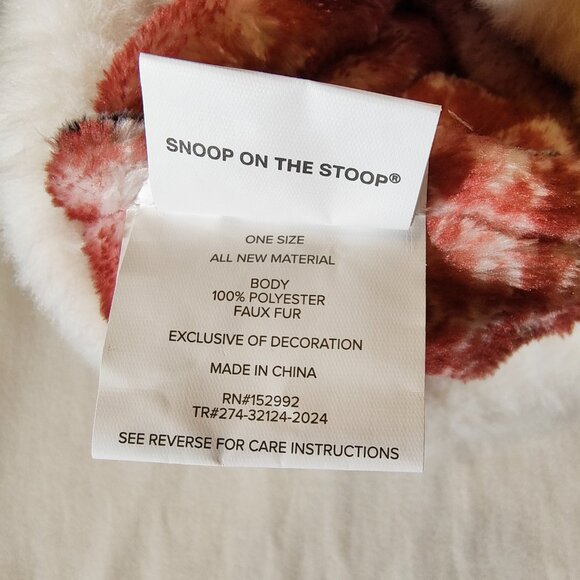 SNOOP ON THE STOOP®
ONE SIZE
ALL NEW MATERIAL
BODY
100% POLYESTER
FAUX FUR
EXCLUSIVE OF DECORATION
MADE IN CHINA
RN#152992
TR#274-32124-2024
SEE REVERSE FOR CARE INSTRUCTIONS